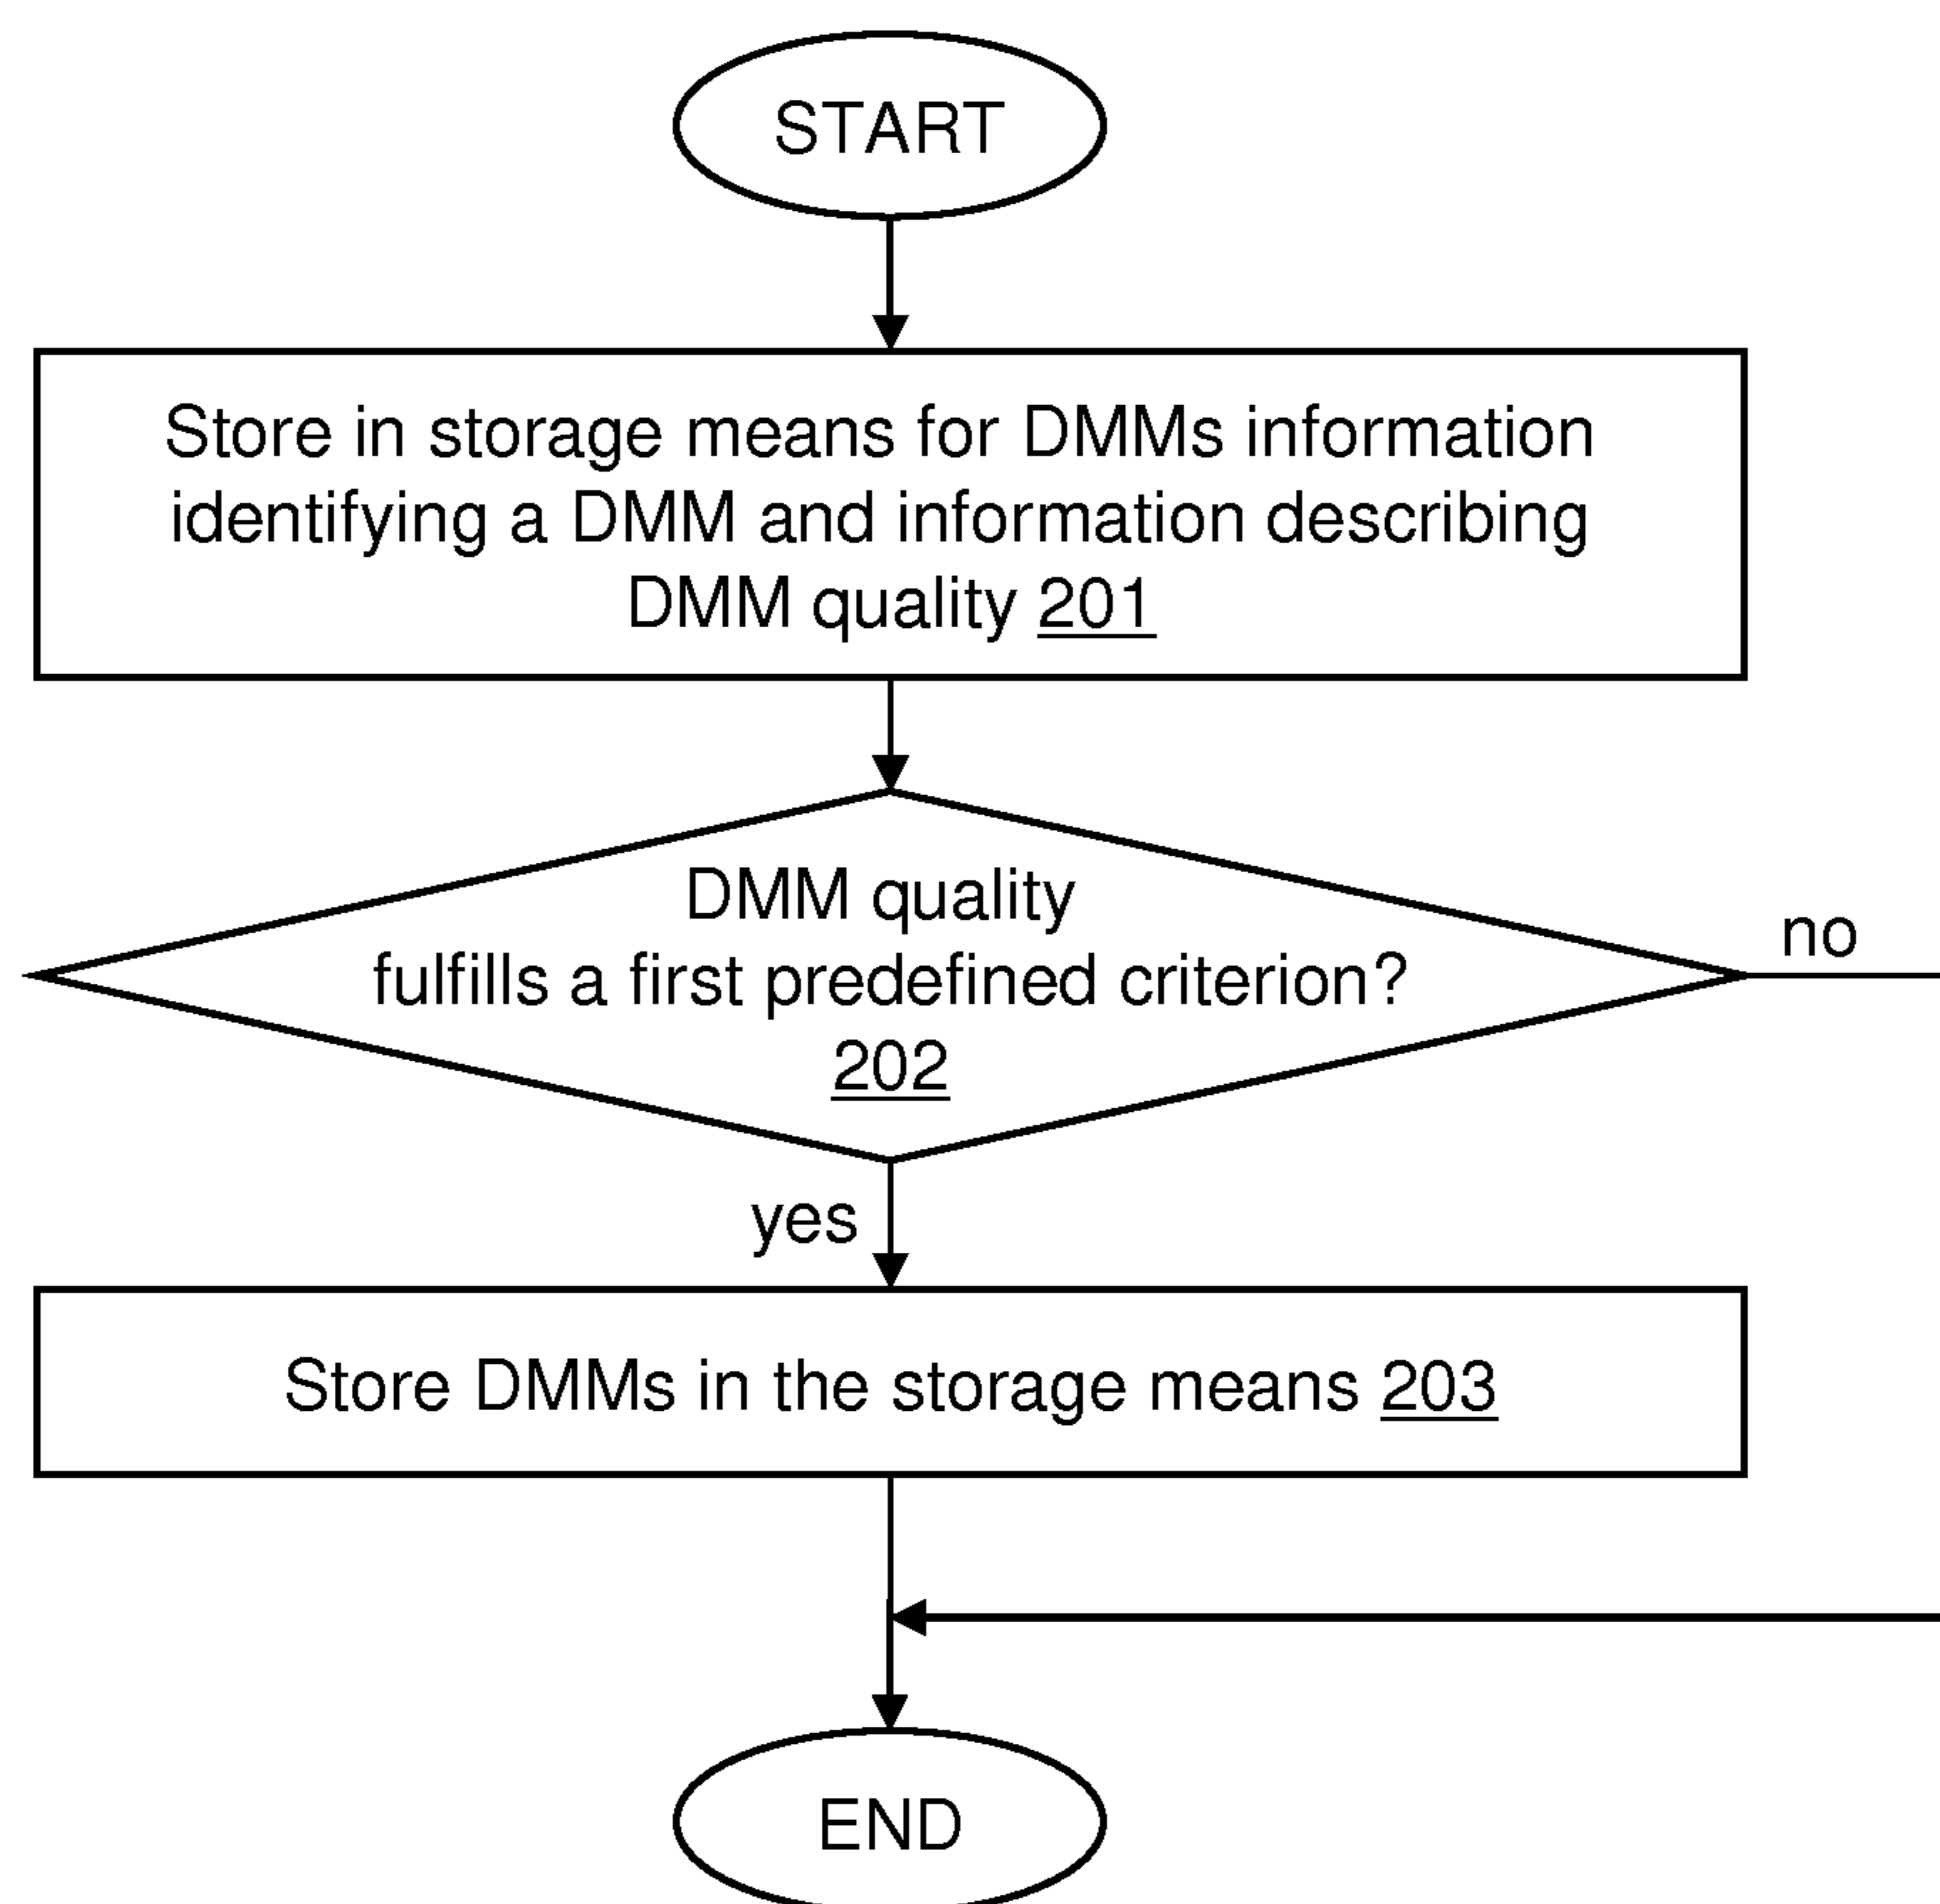 START
Store in storage means for DMMs information
identifying a DMM and information describing
DMM quality 201
DMM quality
fulfills a first predefined criterion?
202
no
yes
Store DMMs in the storage means 203
END